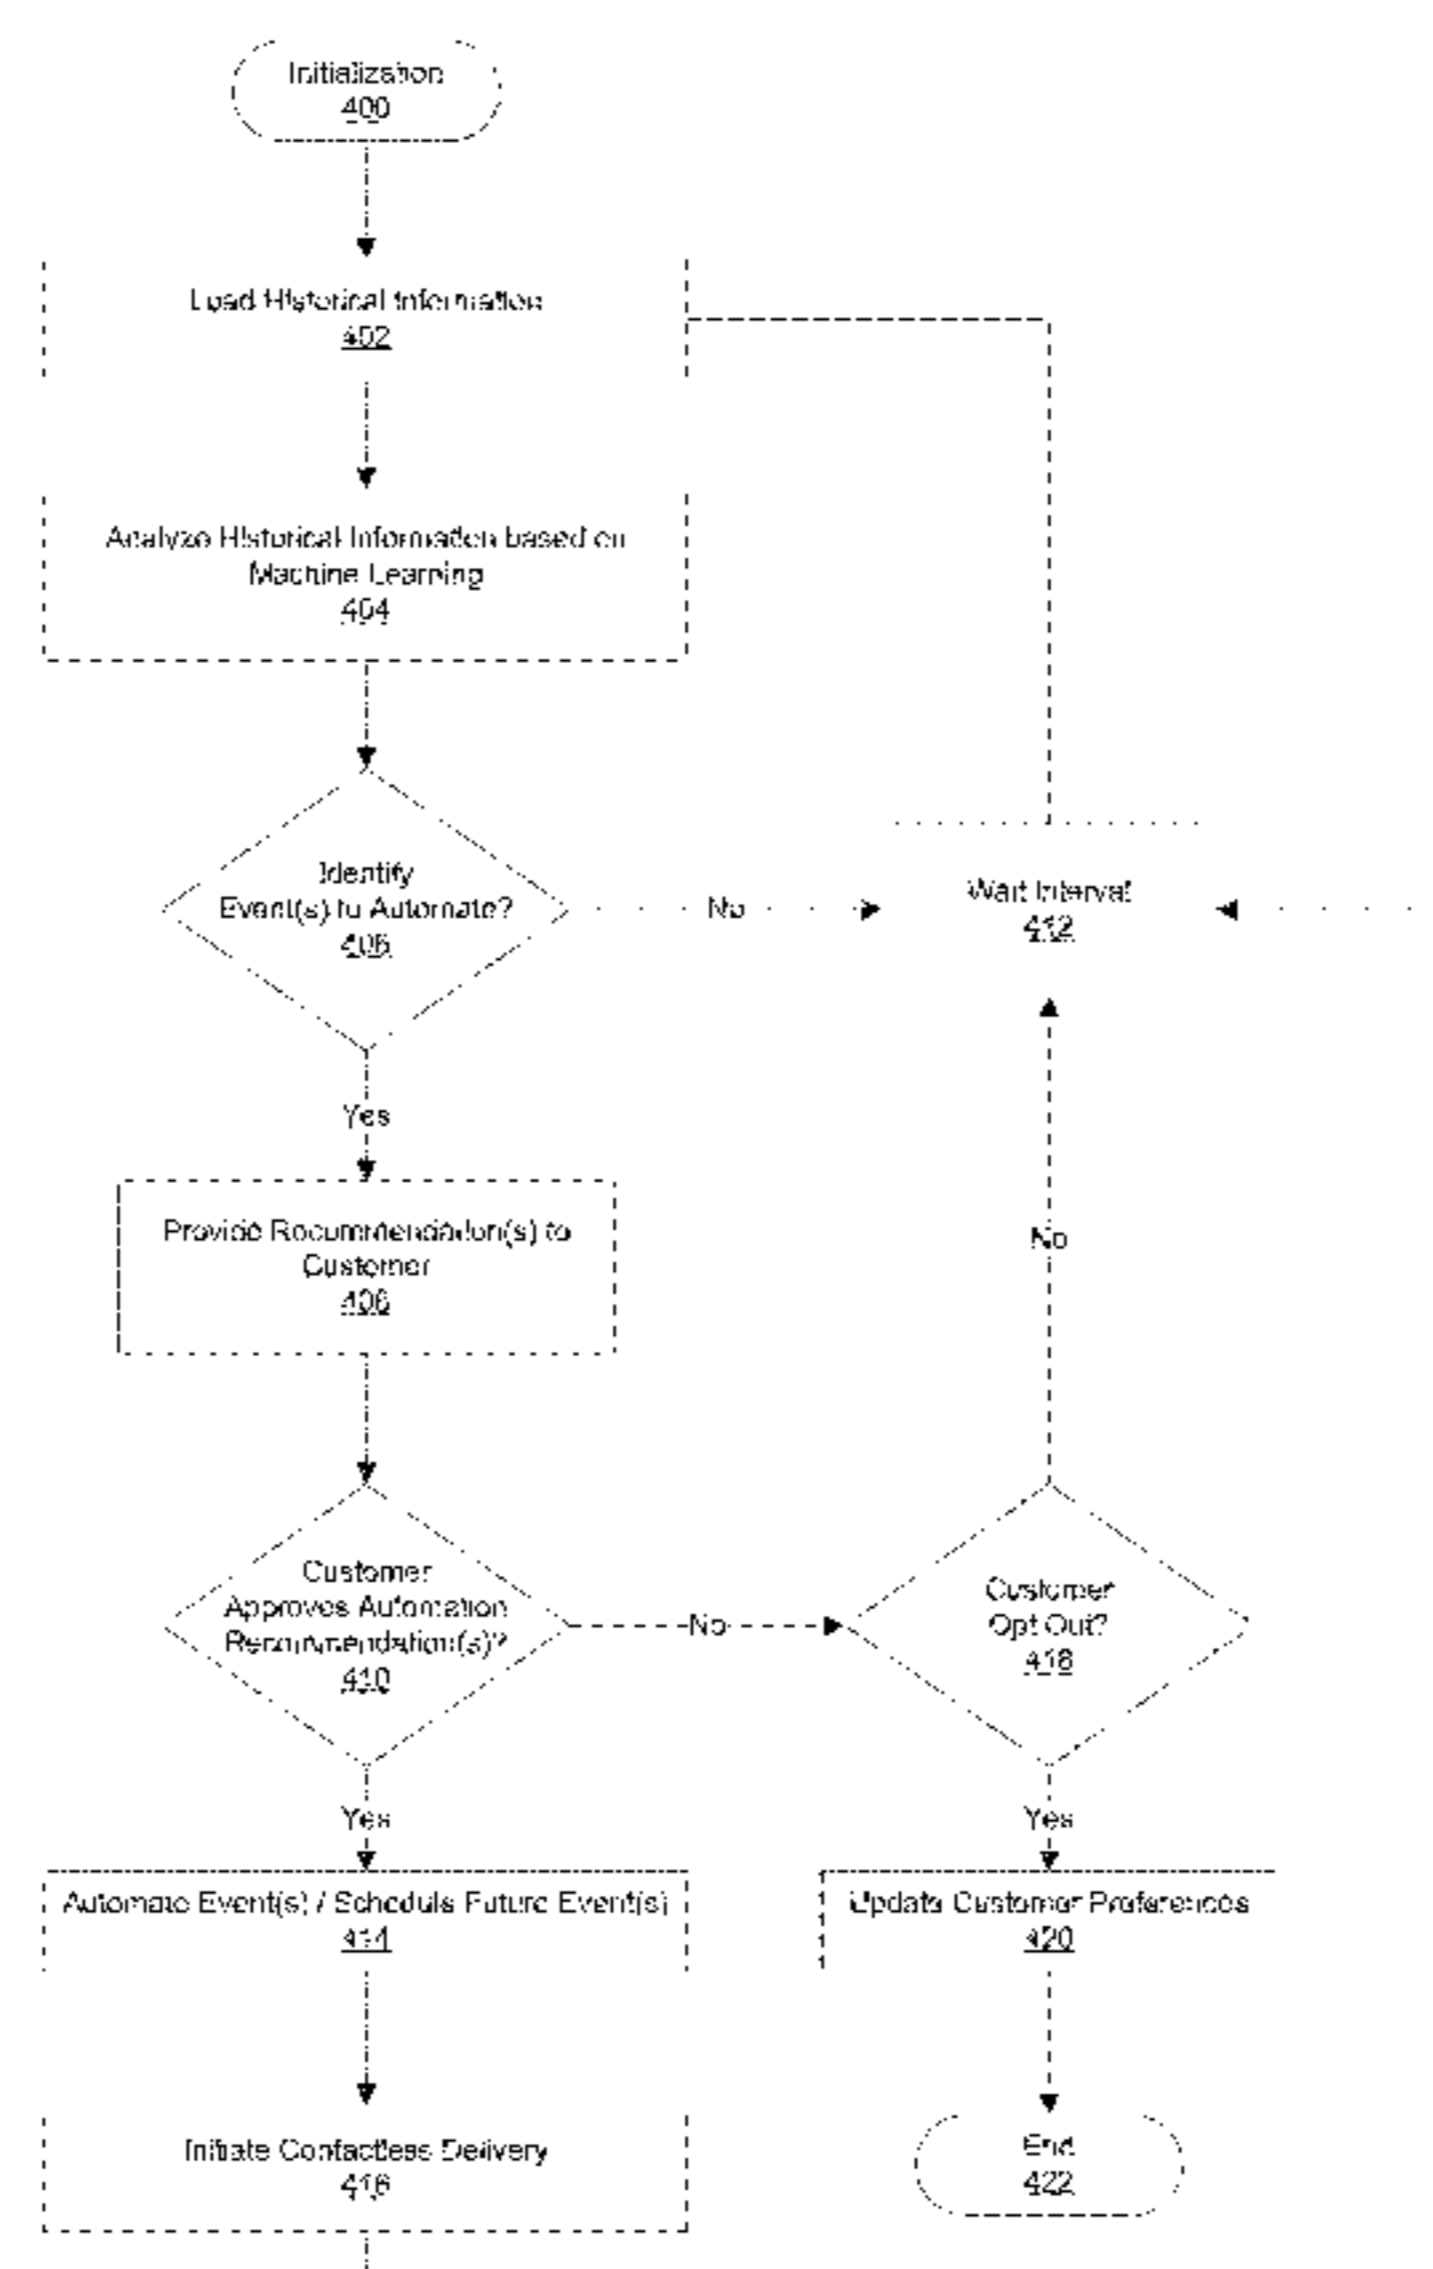 Initialization
400
Load Historical Information
402
Analyze Historical Information based on
Machine Learning
404
Identify
Event(s) to Automate?
406
No
Wait Interval
412
Yes
Provide Recommendation(s) to
Customer
408
No
Customer
Approves Automation
Recommendation(s)?
410
No
Customer
Opt Out?
418
Yes
Yes
Automate Event(s) / Schedule Future Event(s)
414
Update Customer Preferences
420
Initiate Contactless Delivery
416
End
422